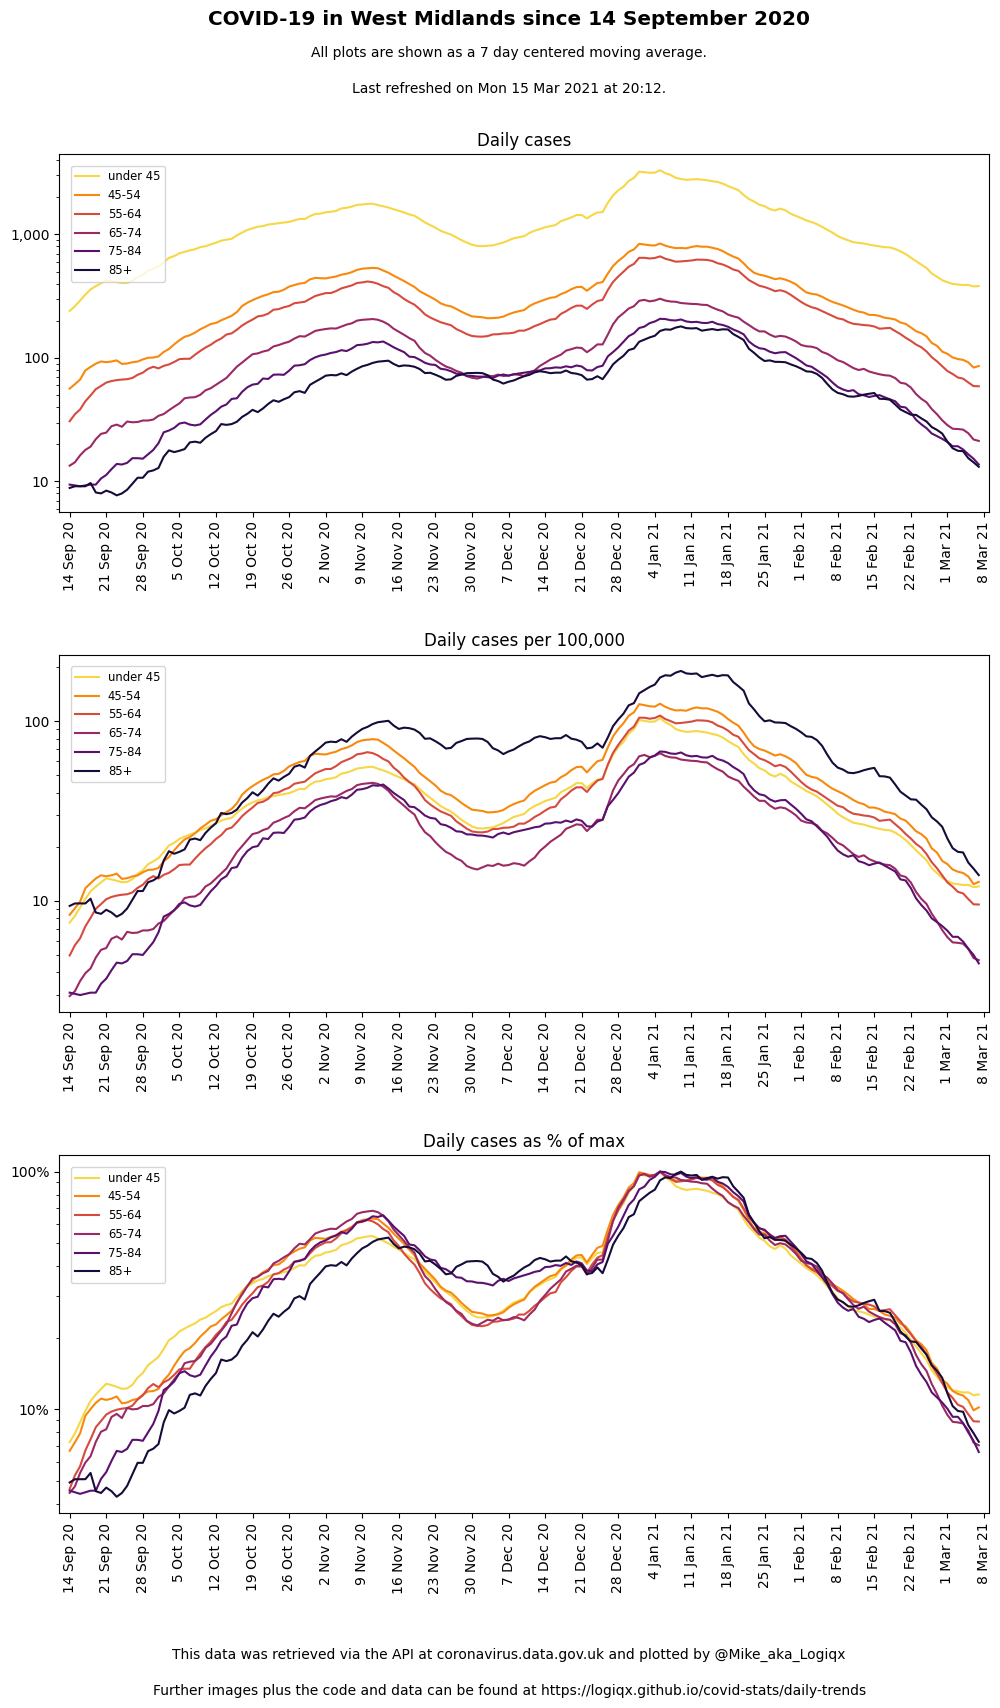 COVID-19 in West Midlands since 14 September 2020
All plots are shown as a 7 day centered moving average.
Last refreshed on Mon 15 Mar 2021 at 20:12.
Daily cases
under 45
45-54
55-64
65-74
75-84
85+
1,000
100
10
14 Sep 20
21 Sep 20
28 Sep 20
5 Oct 20
12 Oct 20
19 Oct 20
26 Oct 20
2 Nov 20
9 Nov 20
16 Nov 20
23 Nov 20
30 Nov 20
7 Dec 20
14 Dec 20
21 Dec 20
28 Dec 20
4 Jan 21
11 Jan 21
18 Jan 21
25 Jan 21
1 Feb 21
8 Feb 21
15 Feb 21
22 Feb 21
1 Mar 21
8 Mar 21
Daily cases per 100,000
under 45
45-54
55-64
65-74
75-84
85+
100
10
14 Sep 20
21 Sep 20
28 Sep 20
5 Oct 20
12 Oct 20
19 Oct 20
26 Oct 20
2 Nov 20
9 Nov 20
16 Nov 20
23 Nov 20
30 Nov 20
7 Dec 20
14 Dec 20
21 Dec 20
28 Dec 20
4 Jan 21
11 Jan 21
18 Jan 21
25 Jan 21
1 Feb 21
8 Feb 21
15 Feb 21
22 Feb 21
1 Mar 21
8 Mar 21
Daily cases as % of max
100%
under 45
45-54
55-64
65-74
75-84
85+
10%
14 Sep 20
21 Sep 20
28 Sep 20
5 Oct 20
12 Oct 20
19 Oct 20
26 Oct 20
2 Nov 20
9 Nov 20
16 Nov 20
23 Nov 20
30 Nov 20
7 Dec 20
14 Dec 20
21 Dec 20
28 Dec 20
4 Jan 21
11 Jan 21
18 Jan 21
25 Jan 21
1 Feb 21
8 Feb 21
15 Feb 21
22 Feb 21
1 Mar 21
8 Mar 21
This data was retrieved via the API at coronavirus.data.gov.uk and plotted by @Mike_aka_Logiqx
Further images plus the code and data can be found at https://logiqx.github.io/covid-stats/daily-trends